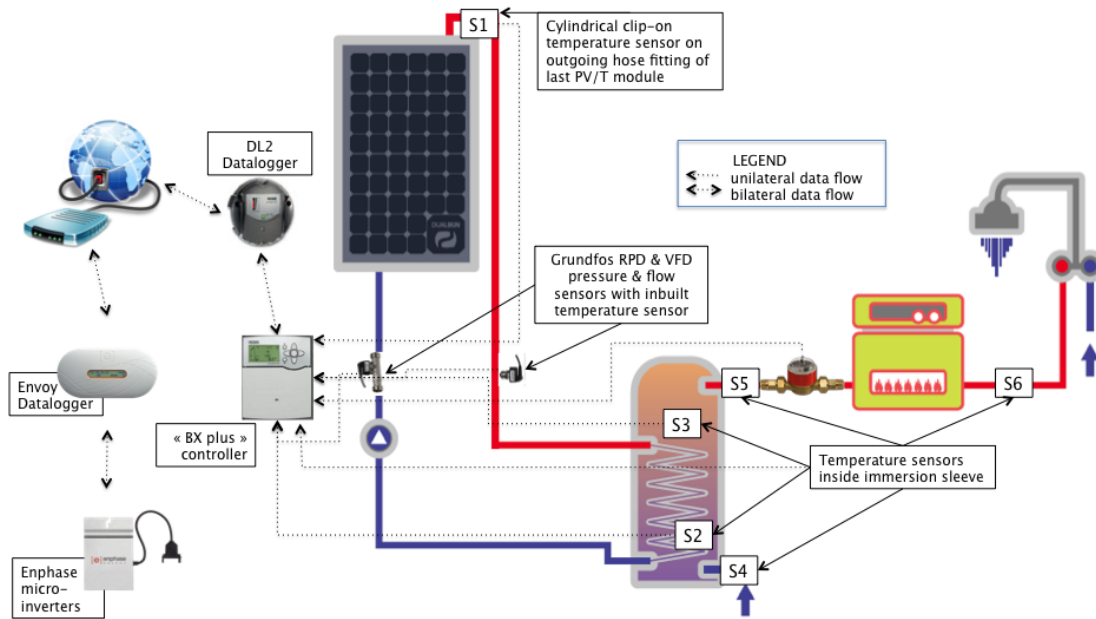 S1
Cylindrical clip-on
temperature sensor on
outgoing hose fitting of
last PV/T module
DL2
Datalogger
LEGEND
unilateral data flow
bilateral data flow
DUALSUN
Grundfos RPD & VFD
pressure & flow
sensors with inbuilt
temperature sensor
Envoy
Datalogger
« BX plus »
controller
S5
S6
S3
Temperature sensors
inside immersion sleeve
S2
S4
enphase
Enphase
micro-
inverters